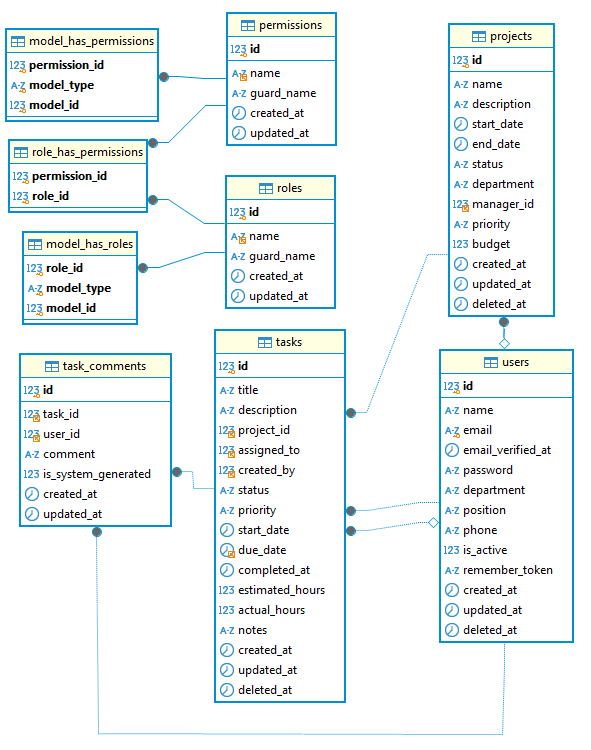 model_has_permissions
123 permission_id
A-Z model_type
123 model_id
permissions
123 id
A-Z name
A-Z guard_name
created_at
updated_at
role_has_permissions
123 permission_id
123 role_id
roles
123 id
A-Z name
A-Z guard_name
created_at
updated_at
model_has_roles
123 role_id
A-Z model_type
123 model_id
projects
123 id
A-Z name
A-Z description
start_date
end_date
A-Z status
A-Z department
123 manager_id
A-Z priority
123 budget
created_at
updated_at
deleted_at
task_comments
123 id
123 task_id
123 user_id
A-Z comment
123 is_system_generated
created_at
updated_at
tasks
123 id
A-Z title
A-Z description
123 project_id
123 assigned_to
123 created_by
A-Z status
A-Z priority
start_date
due_date
completed_at
123 estimated_hours
123 actual_hours
A-Z notes
created_at
updated_at
deleted_at
users
123 id
A-Z name
A-Z email
email_verified_at
A-Z password
A-Z department
A-Z position
A-Z phone
123 is_active
A-Z remember_token
created_at
updated_at
deleted_at